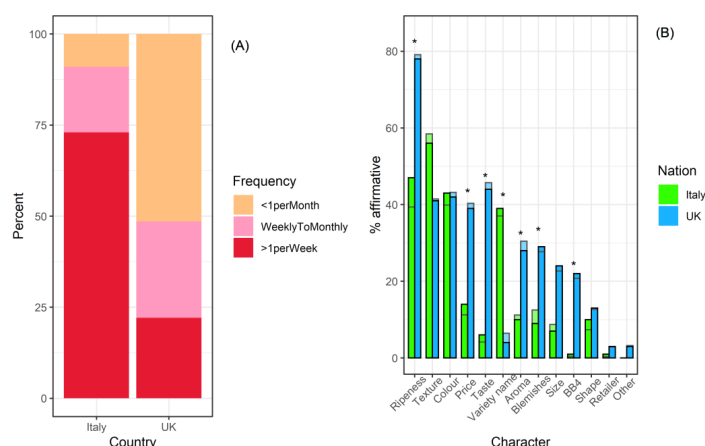 (A)
Percent
100
75
50
25
0
Italy
UK
Country
Frequency
<1perMonth
WeeklyToMonthly
>1perWeek
(B)
% affirmative
80
60
40
20
0
*
*
*
*
*
*
*
Ripeness
Texture
Colour
Price
Taste
Variety name
Aroma
Blemishes
Size
BB4
Shape
Retailer
Other
Character
Nation
Italy
UK